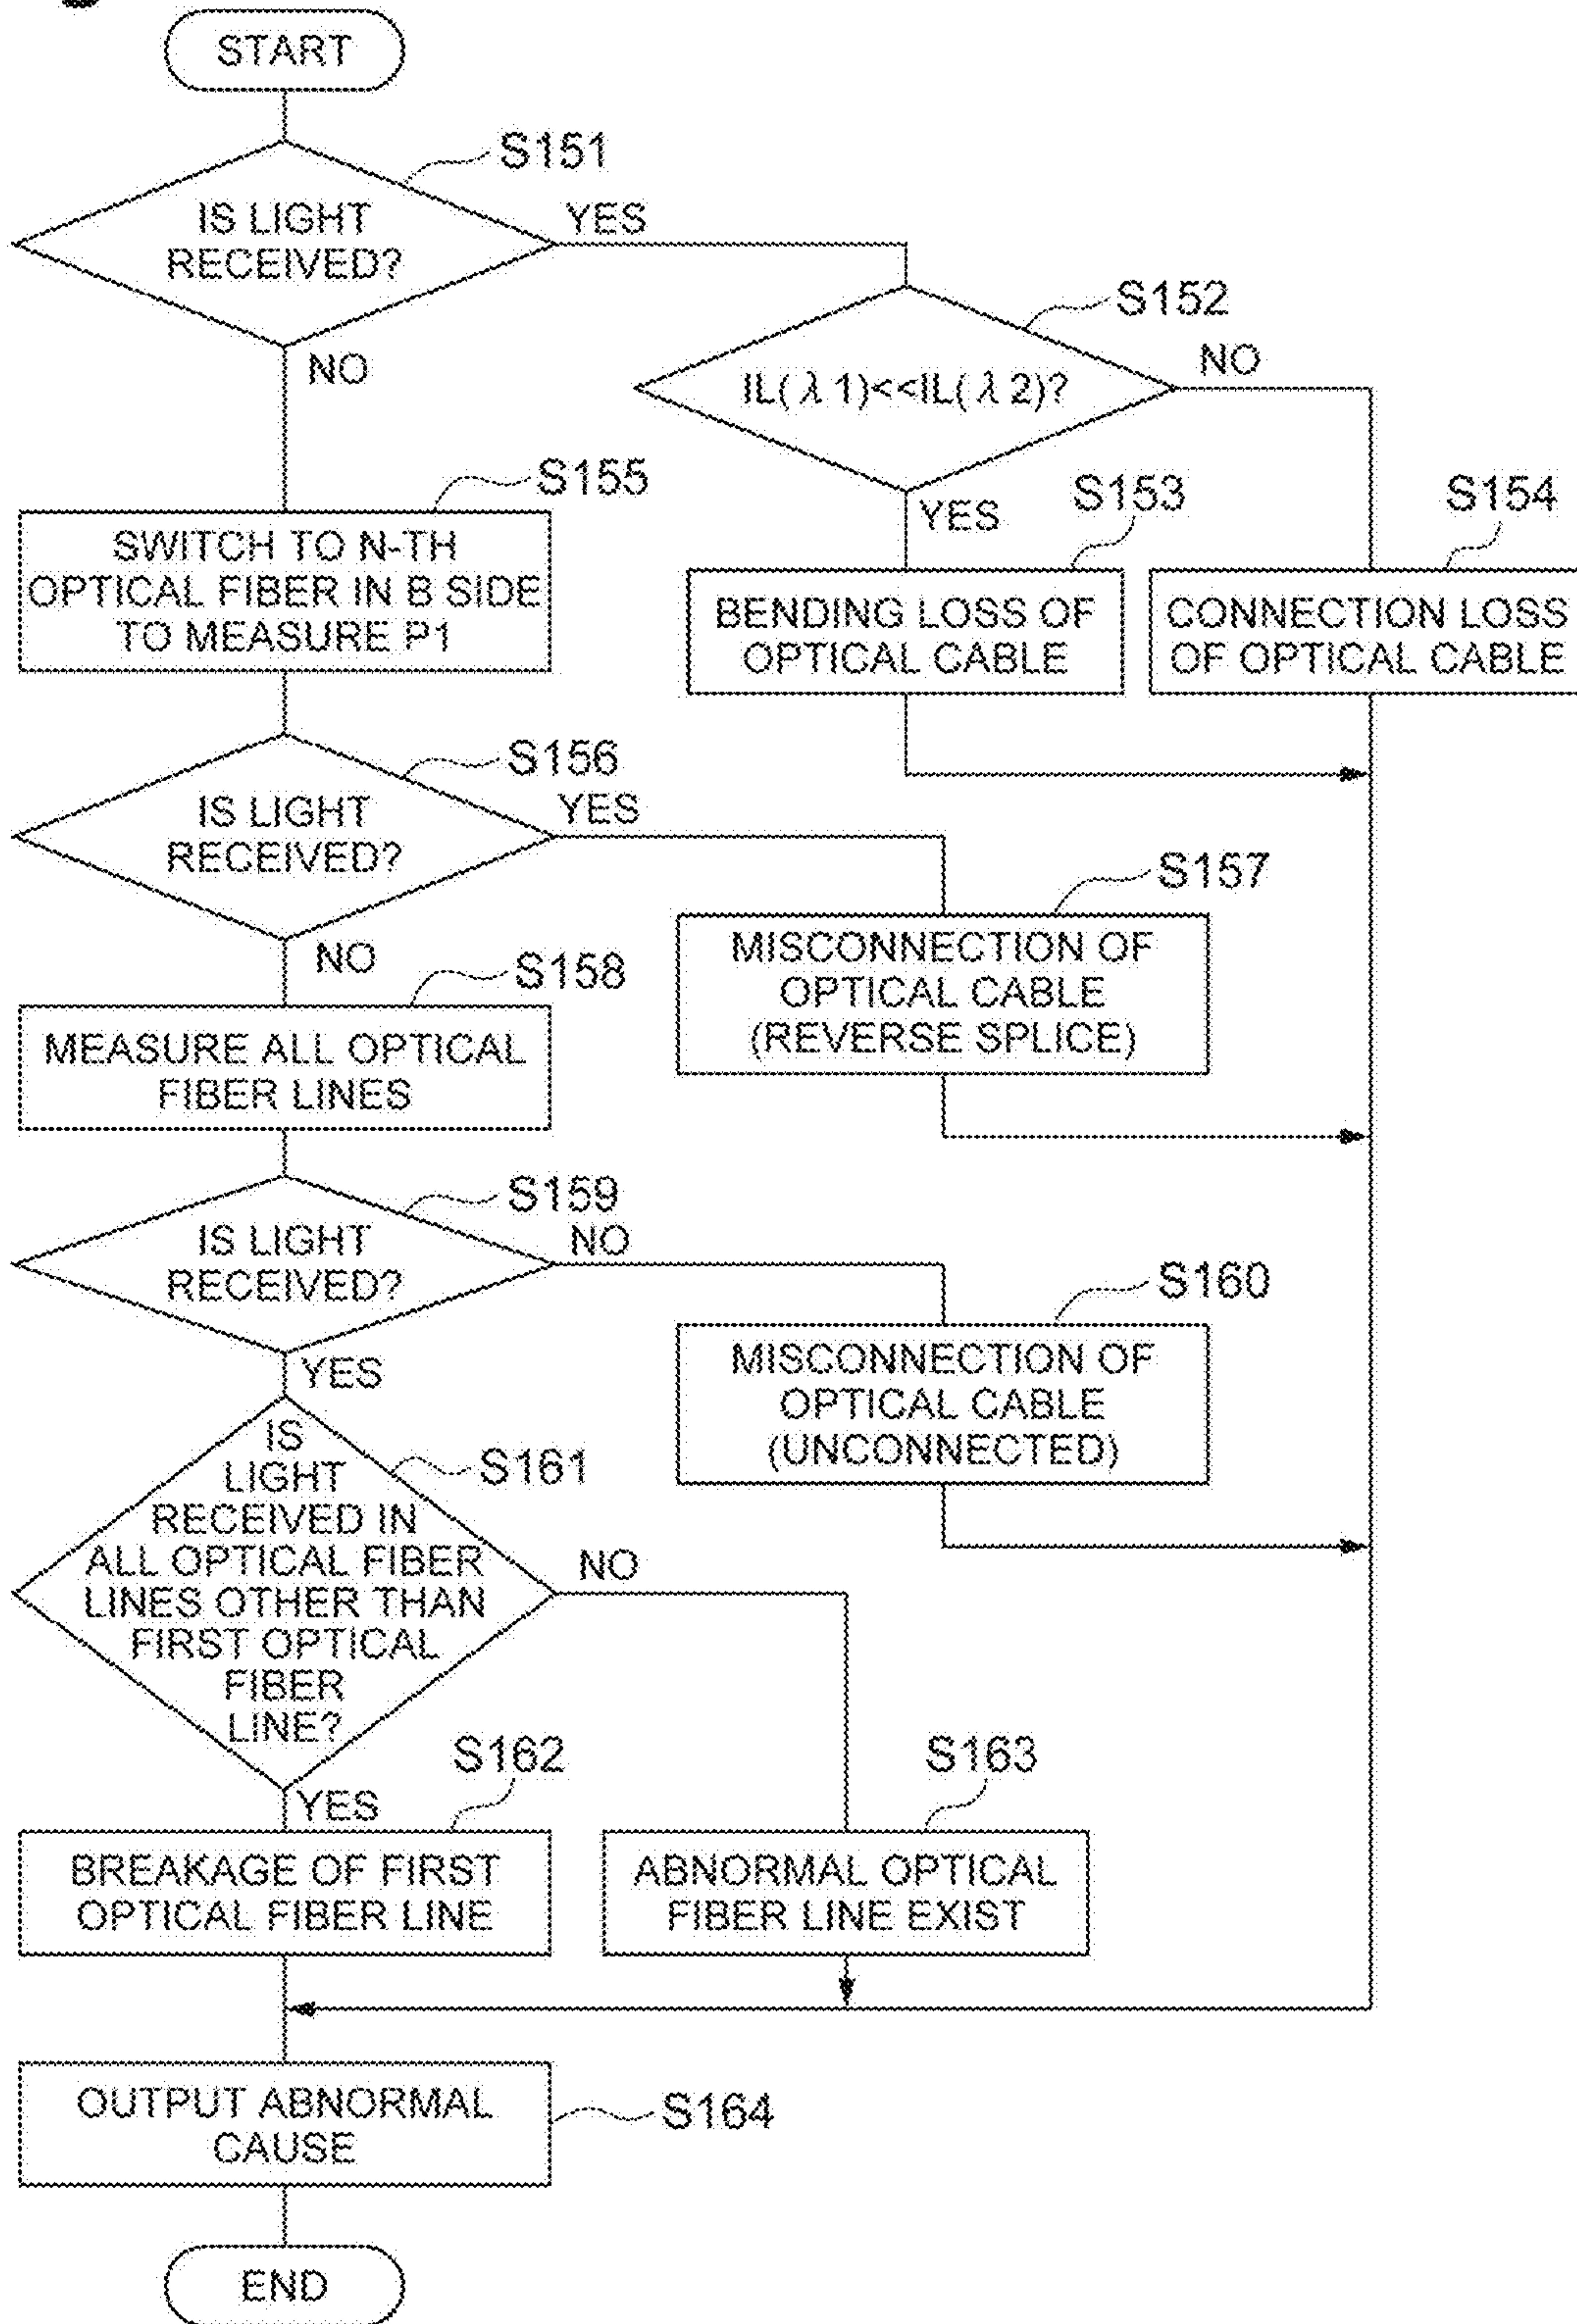 START
S151
IS LIGHT
RECEIVED?
YES
NO
S152
IL(λ1)<<IL(λ2)?
NO
YES
S153
BENDING LOSS OF
OPTICAL CABLE
S154
CONNECTION LOSS
OF OPTICAL CABLE
S155
SWITCH TO N-TH
OPTICAL FIBER IN B SIDE
TO MEASURE P1
S156
IS LIGHT
RECEIVED?
YES
NO
S157
MISCONNECTION OF
OPTICAL CABLE
(REVERSE SPLICE)
S158
MEASURE ALL OPTICAL
FIBER LINES
S159
IS LIGHT
RECEIVED?
NO
YES
S160
MISCONNECTION OF
OPTICAL CABLE
(UNCONNECTED)
S161
IS
LIGHT
RECEIVED IN
ALL OPTICAL FIBER
LINES OTHER THAN
FIRST OPTICAL
FIBER
LINE?
NO
YES
S162
BREAKAGE OF FIRST
OPTICAL FIBER LINE
S163
ABNORMAL OPTICAL
FIBER LINE EXIST
OUTPUT ABNORMAL
CAUSE
S164
END